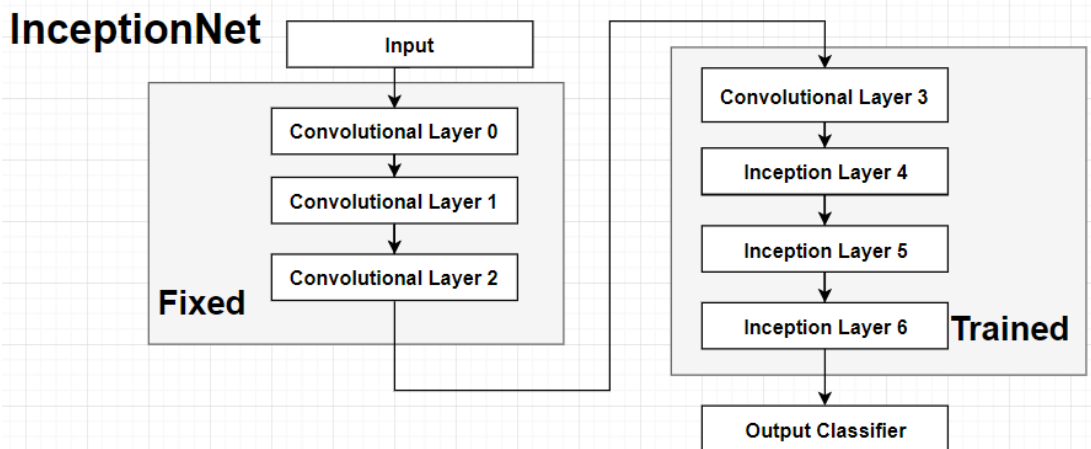 InceptionNet
Input
Convolutional Layer 0
Convolutional Layer 1
Convolutional Layer 2
Fixed
Convolutional Layer 3
Inception Layer 4
Inception Layer 5
Inception Layer 6
Trained
Output Classifier